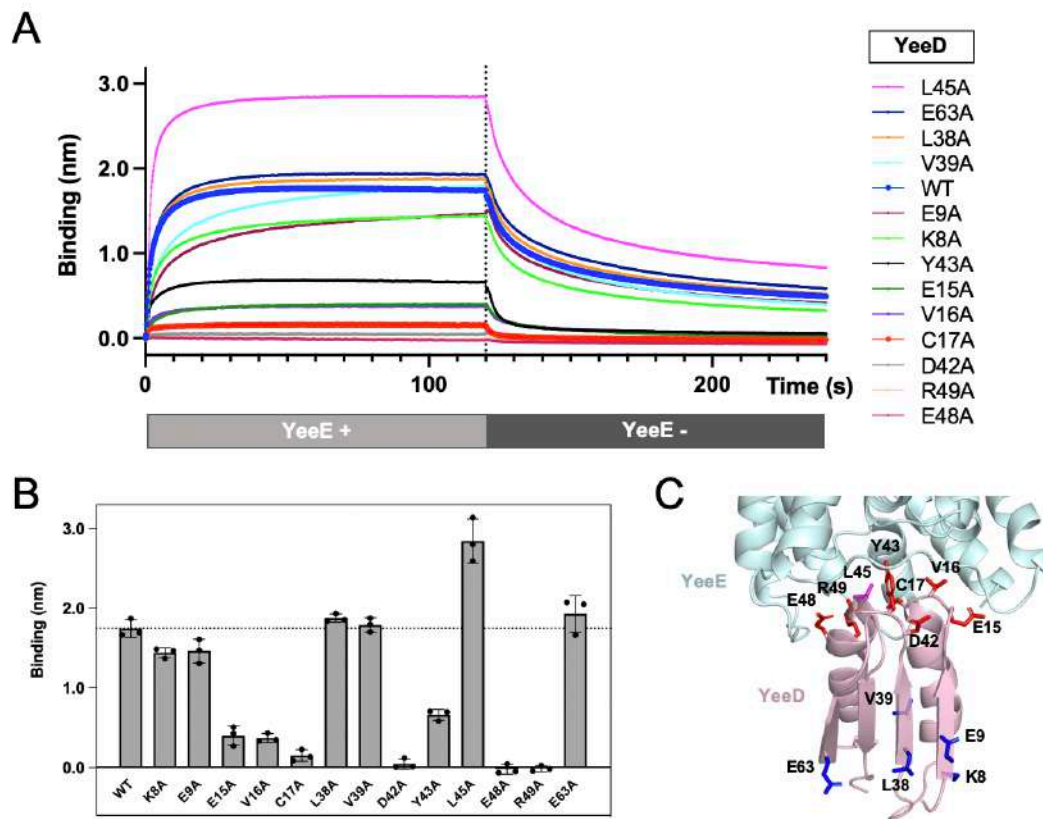 A
YeeD
3.0
2.0
1.0
0.0
Binding (nm)
0
100
200
Time (s)
YeeE +
YeeE -
L45A
E63A
L38A
V39A
WT
E9A
K8A
Y43A
E15A
V16A
C17A
D42A
R49A
E48A
B
3.0
2.0
1.0
0.0
Binding (nm)
WT
K8A
E9A
E15A
V16A
C17A
L38A
V39A
D42A
Y43A
L45A
E48A
R49A
E63A
C
YeeE
Y43
L45
V16
R49
C17
E48
E15
D42
YeeD
V39
E9
E63
L38
K8